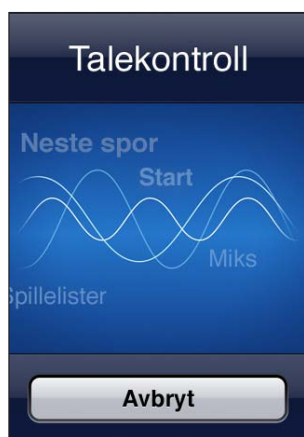 Talekontroll
Neste spor
Start
Miks
Spillelister
Avbryt